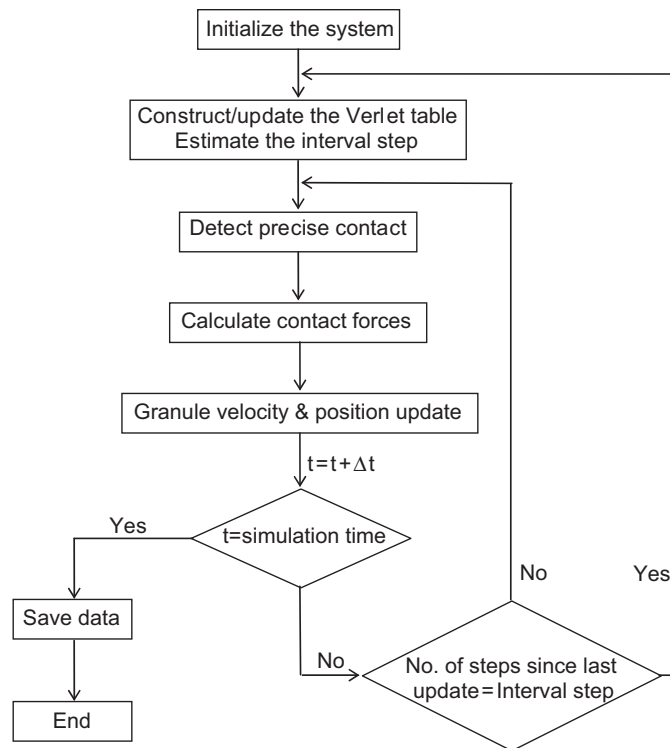 Initialize the system
Construct/update the Verlet table
Estimate the interval step
Detect precise contact
Calculate contact forces
Granule velocity & position update
t=t+Δt
Yes
t=simulation time
No
Yes
Save data
No
No. of steps since last
update=Interval step
End